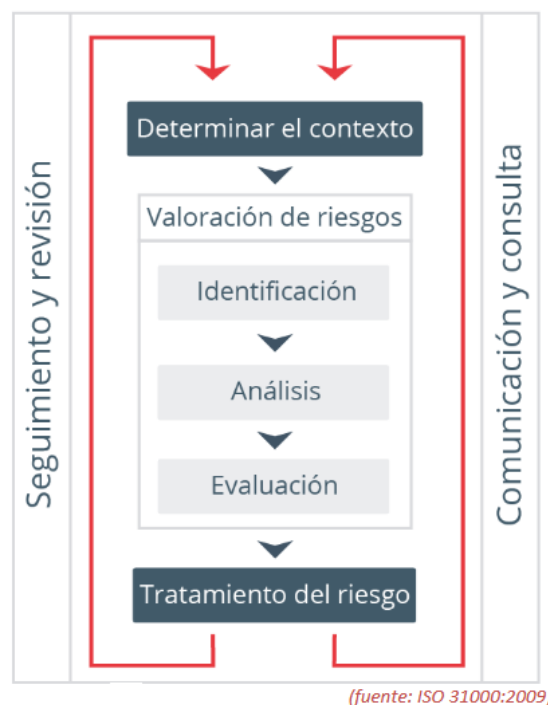 Seguimiento y revisión
Determinar el contexto
Valoración de riesgos
Identificación
Análisis
Evaluación
Tratamiento del riesgo
Comunicación y consulta
(fuente: ISO 31000:2009)